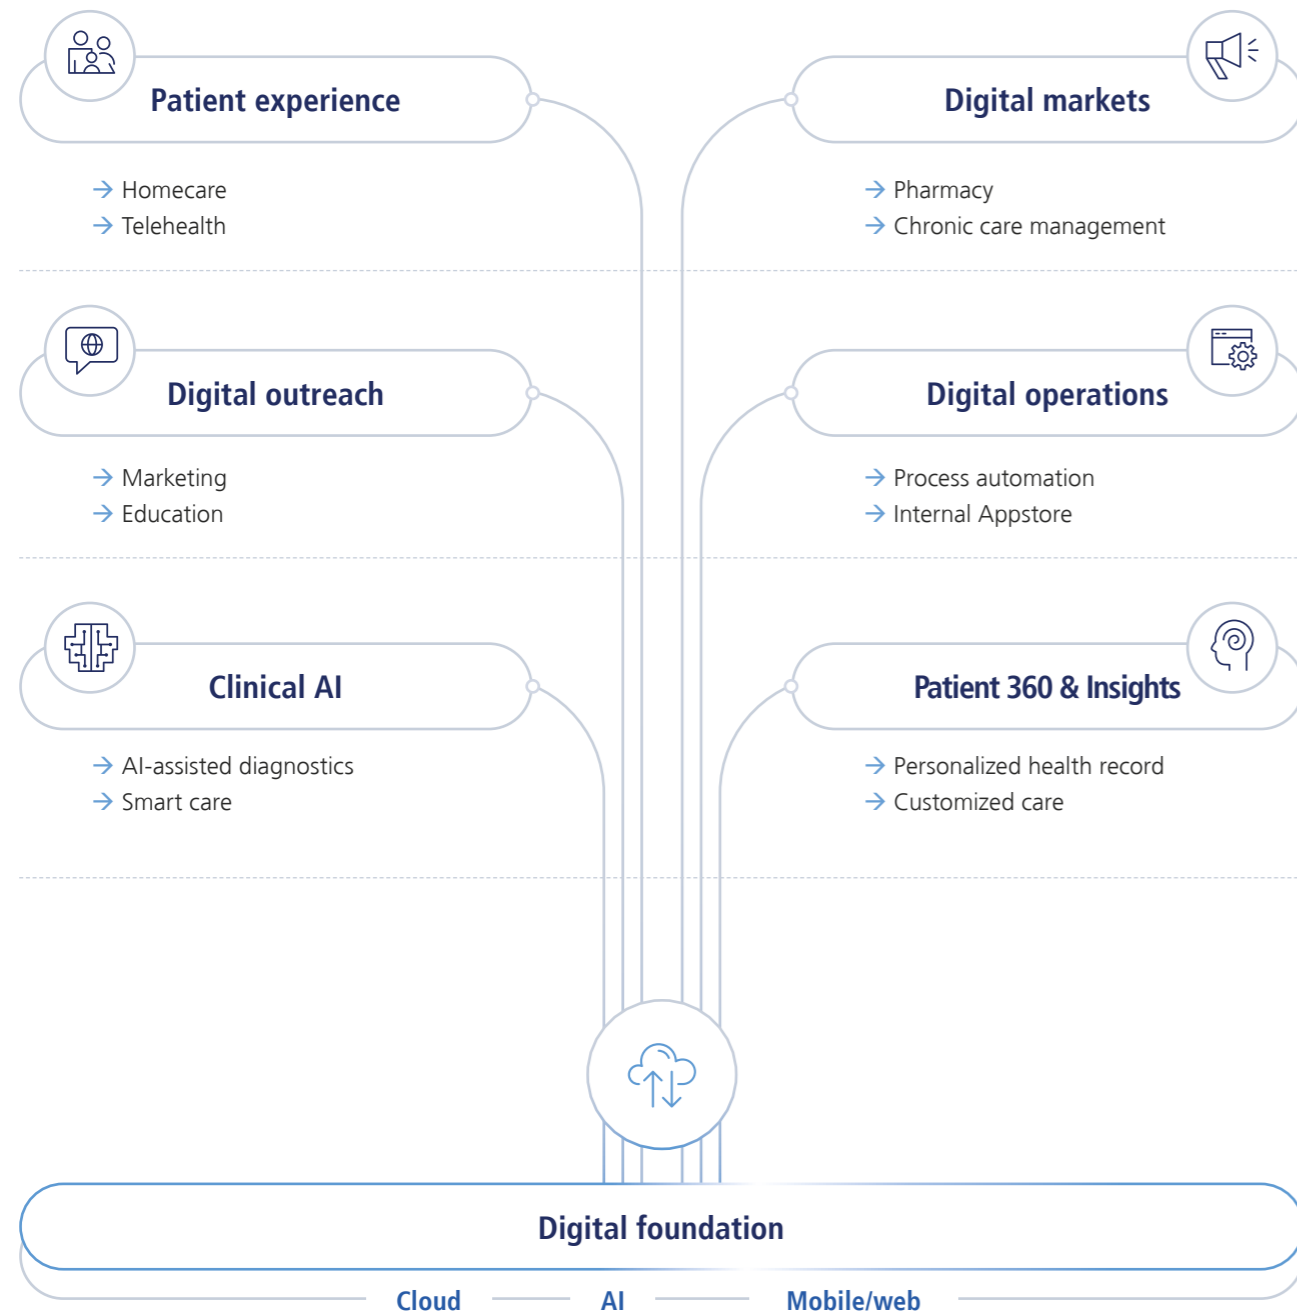 Patient experience
→ Homecare
→ Telehealth
Digital markets
→ Pharmacy
→ Chronic care management
Digital outreach
→ Marketing
→ Education
Digital operations
→ Process automation
→ Internal Appstore
Clinical AI
→ AI-assisted diagnostics
→ Smart care
Patient 360 & Insights
→ Personalized health record
→ Customized care
Digital foundation
Cloud AI Mobile/web